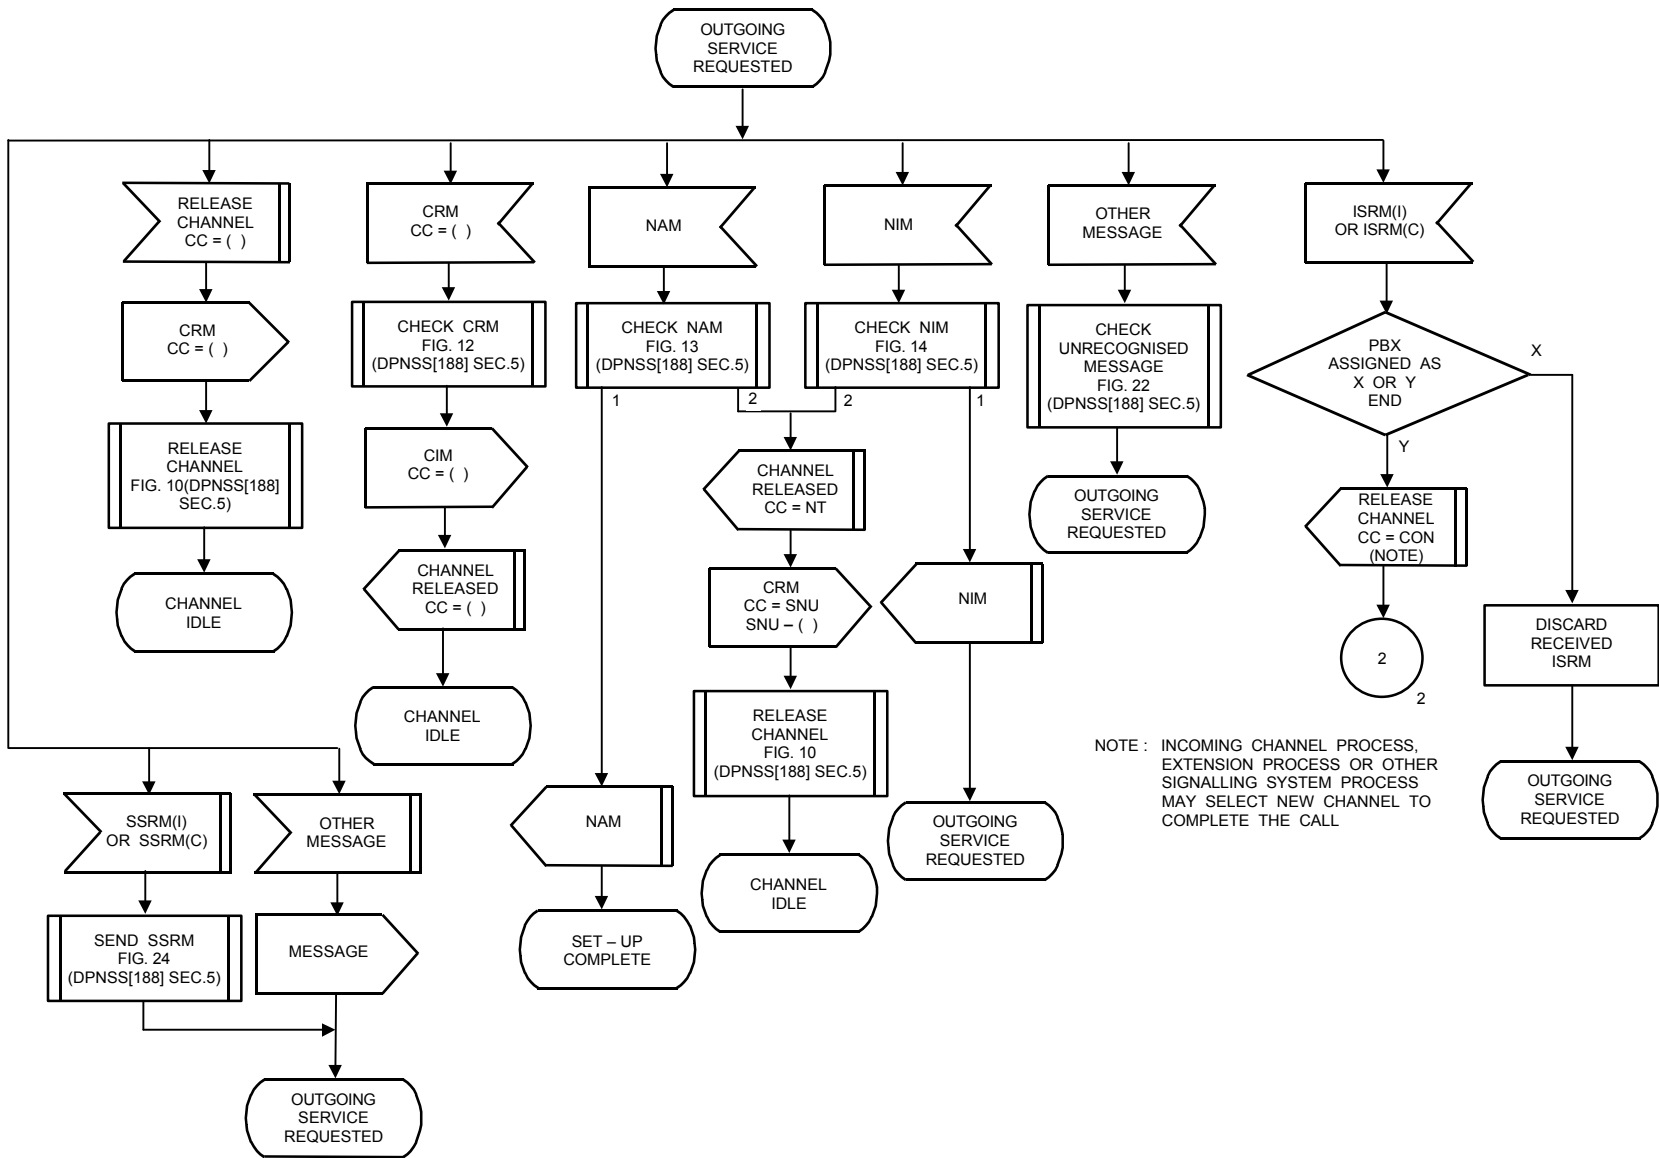 OUTGOING
SERVICE
REQUESTED
RELEASE
CHANNEL
CC = ( )
CRM
CC = ( )
RELEASE
CHANNEL
FIG. 10(DPNSS[188]
SEC.5)
CHANNEL
IDLE
CRM
CC = ( )
CHECK CRM
FIG. 12
(DPNSS[188] SEC.5)
CIM
CC = ( )
CHANNEL
RELEASED
CC = ( )
CHANNEL
IDLE
NAM
CHECK NAM
FIG. 13
(DPNSS[188] SEC.5)
1
2
NAM
SET – UP
COMPLETE
NIM
CHECK NIM
FIG. 14
(DPNSS[188] SEC.5)
2
1
CHANNEL
RELEASED
CC = NT
CRM
CC = SNU
SNU – ( )
RELEASE
CHANNEL
FIG. 10
(DPNSS[188] SEC.5)
CHANNEL
IDLE
NIM
OUTGOING
SERVICE
REQUESTED
OTHER
MESSAGE
CHECK
UNRECOGNISED
MESSAGE
FIG. 22
(DPNSS[188] SEC.5)
OUTGOING
SERVICE
REQUESTED
ISRM(I)
OR ISRM(C)
PBX
ASSIGNED AS
X OR Y
END
X
Y
RELEASE
CHANNEL
CC = CON
(NOTE)
2
2
DISCARD
RECEIVED
ISRM
OUTGOING
SERVICE
REQUESTED
NOTE : INCOMING CHANNEL PROCESS,
EXTENSION PROCESS OR OTHER
SIGNALLING SYSTEM PROCESS
MAY SELECT NEW CHANNEL TO
COMPLETE THE CALL
SSRM(I)
OR SSRM(C)
SEND SSRM
FIG. 24
(DPNSS[188] SEC.5)
OTHER
MESSAGE
MESSAGE
OUTGOING
SERVICE
REQUESTED